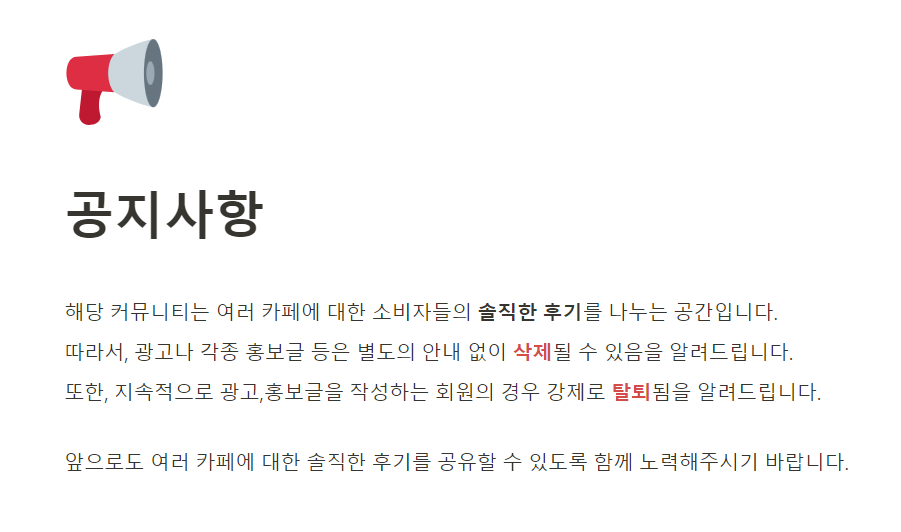 공지사항
해당 커뮤니티는 여러 카페에 대한 소비자들의 솔직한 후기를 나누는 공간입니다.
따라서, 광고나 각종 홍보글 등은 별도의 안내 없이 삭제될 수 있음을 알려드립니다.
또한, 지속적으로 광고,홍보글을 작성하는 회원의 경우 강제로 탈퇴됨을 알려드립니다.
앞으로도 여러 카페에 대한 솔직한 후기를 공유할 수 있도록 함께 노력해주시기 바랍니다.